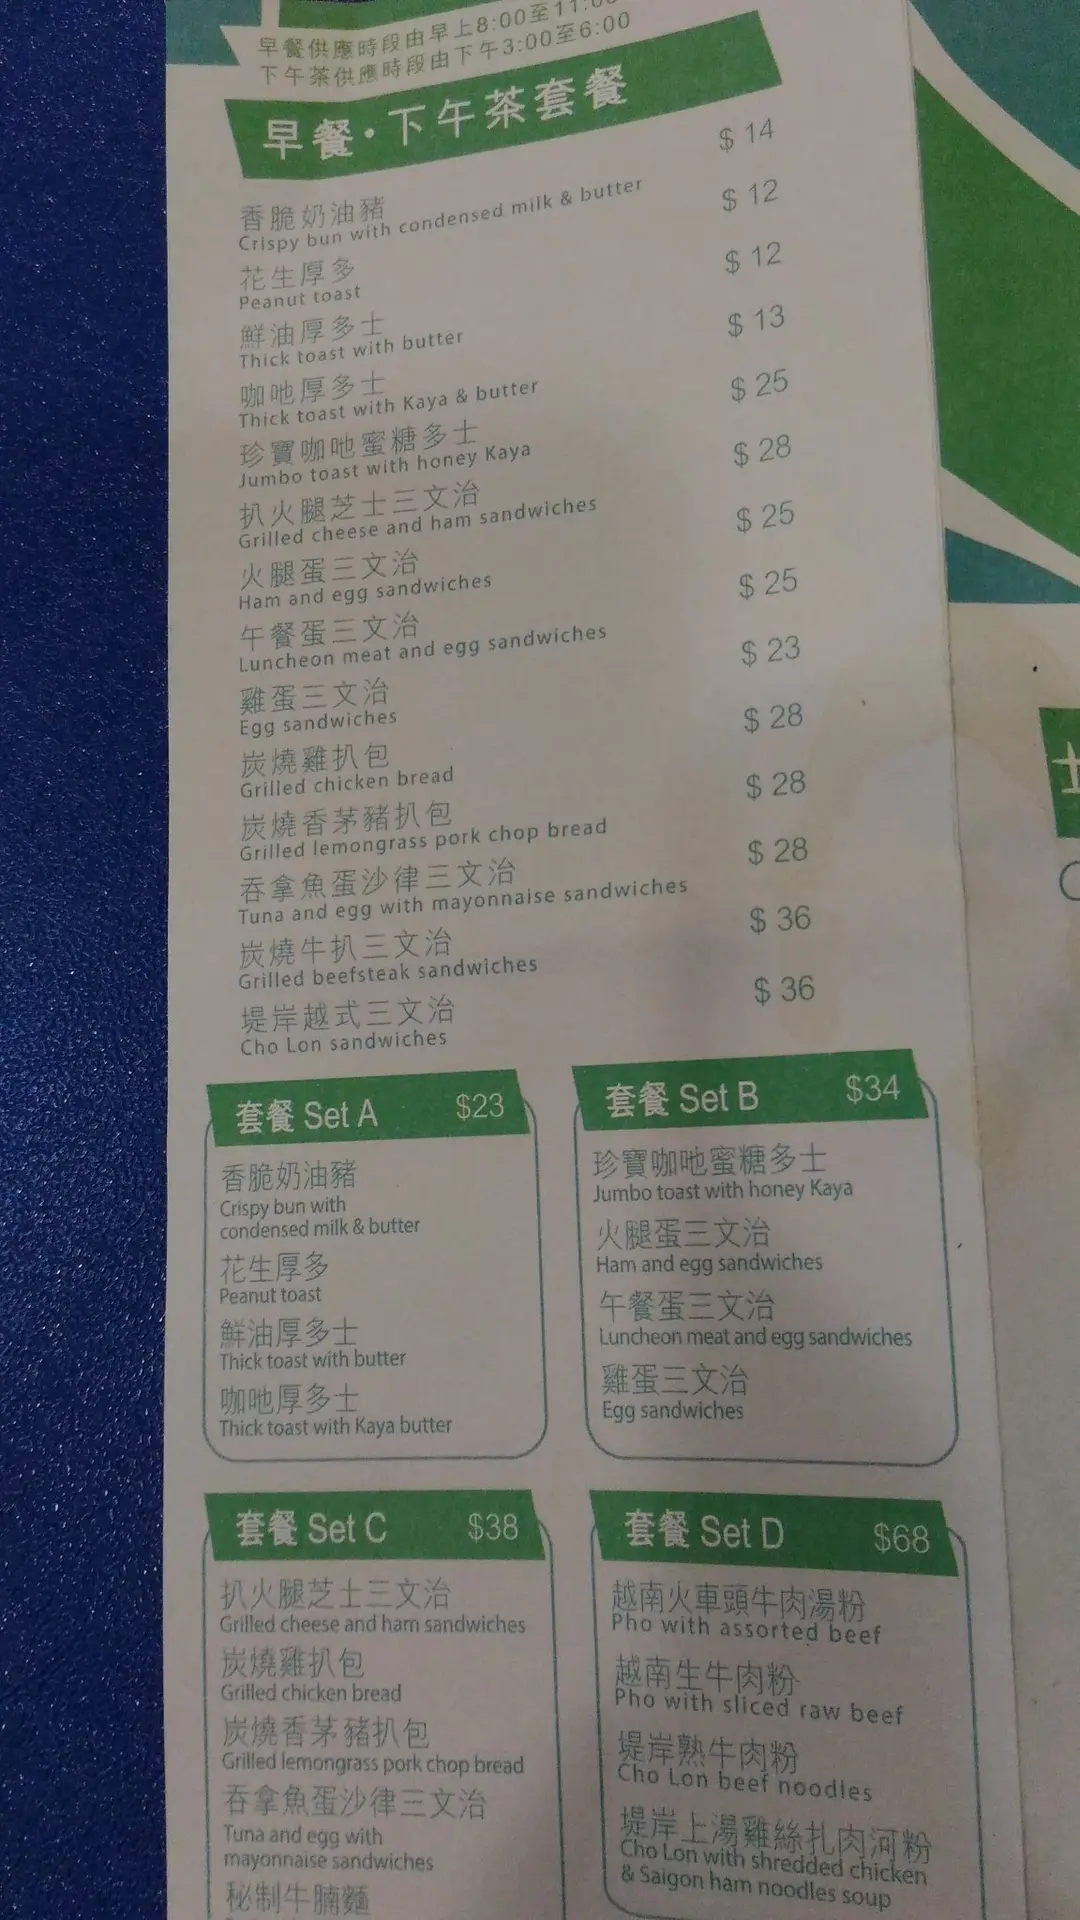 早餐供應時段由早上8:00至11:00
下午茶供應時段由下午3:00至6:00
早餐·下午茶套餐
香脆奶油豬 $ 14
Crispy bun with condensed milk & butter
花生厚多 $ 12
Peanut toast
鮮油厚多士 $ 12
Thick toast with butter
咖吔厚多士 $ 13
Thick toast with Kaya & butter
珍寶咖吔蜜糖多士 $ 25
Jumbo toast with honey Kaya
扒火腿芝士三文治 $ 28
Grilled cheese and ham sandwiches
火腿蛋三文治 $ 25
Ham and egg sandwiches
午餐蛋三文治 $ 25
Luncheon meat and egg sandwiches
雞蛋三文治 $ 23
Egg sandwiches
炭燒雞扒包 $ 28
Grilled chicken bread
炭燒香茅豬扒包 $ 28
Grilled lemongrass pork chop bread
吞拿魚蛋沙律三文治 $ 28
Tuna and egg with mayonnaise sandwiches
炭燒牛扒三文治 $ 36
Grilled beefsteak sandwiches
堤岸越式三文治 $ 36
Cho Lon sandwiches
套餐 Set A $23
香脆奶油豬
Crispy bun with
condensed milk & butter
花生厚多
Peanut toast
鮮油厚多士
Thick toast with butter
咖吔厚多士
Thick toast with Kaya butter
套餐 Set B $34
珍寶咖吔蜜糖多士
Jumbo toast with honey Kaya
火腿蛋三文治
Ham and egg sandwiches
午餐蛋三文治
Luncheon meat and egg sandwiches
雞蛋三文治
Egg sandwiches
套餐 Set C $38
扒火腿芝士三文治
Grilled cheese and ham sandwiches
炭燒雞扒包
Grilled chicken bread
炭燒香茅豬扒包
Grilled lemongrass pork chop bread
吞拿魚蛋沙律三文治
Tuna and egg with
mayonnaise sandwiches
秘制牛腩麵
套餐 Set D $68
越南火車頭牛肉湯粉
Pho with assorted beef
越南生牛肉粉
Pho with sliced raw beef
堤岸熟牛肉粉
Cho Lon beef noodles
堤岸上湯雞絲扎肉河粉
Cho Lon with shredded chicken
& Saigon ham noodles soup